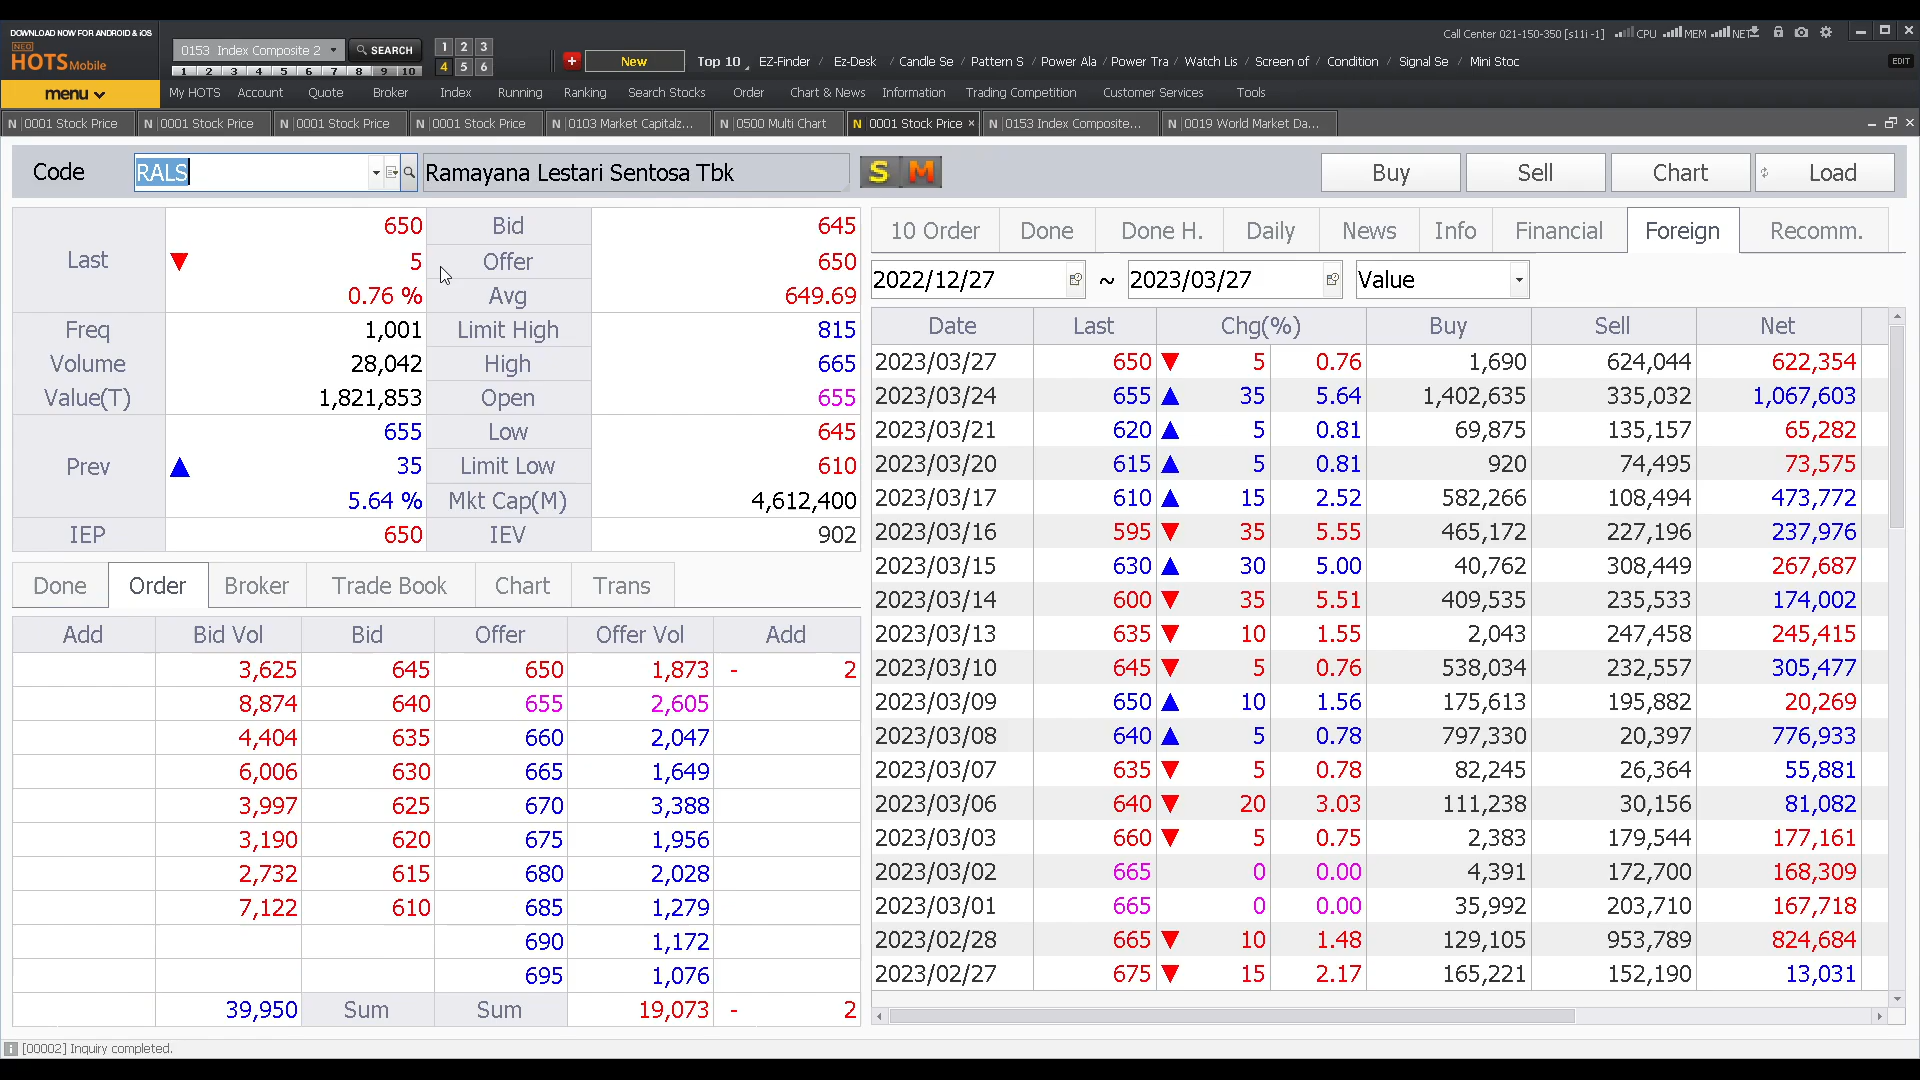 DOWNLOAD NOW FOR ANDROID & iOS
NEO
HOTS Mobile
0153 Index Composite 2
SEARCH
1 2 3
4 5 6
1 2 3 4 5 6 7 8 9 10
New
Top 10
EZ-Finder / Ez-Desk / Candle Se / Pattern S / Power Ala / Power Tra / Watch Lis / Screen of / Condition / Signal Se / Mini Stoc
Call Center 021-150-350 [s11i -1] CPU MEM NET
EDIT
menu
My HOTS Account Quote Broker Index Running Ranking Search Stocks Order Chart & News Information Trading Competition Customer Services Tools
N 0001 Stock Price N 0001 Stock Price N 0001 Stock Price N 0001 Stock Price N 0103 Market Capitalz... N 0500 Multi Chart N 0001 Stock Price × N 0153 Index Composite... N 0019 World Market Da...
Code RALS Ramayana Lestari Sentosa Tbk S M Buy Sell Chart Load
Last 650 Bid 645
▼ 5 Offer 650
0.76 % Avg 649.69
Freq 1,001 Limit High 815
Volume 28,042 High 665
Value(T) 1,821,853 Open 655
Prev 655 Low 645
▲ 35 Limit Low 610
5.64 % Mkt Cap(M) 4,612,400
IEP 650 IEV 902
Done Order Broker Trade Book Chart Trans
Add Bid Vol Bid Offer Offer Vol Add
3,625 645 650 1,873 - 2
8,874 640 655 2,605
4,404 635 660 2,047
6,006 630 665 1,649
3,997 625 670 3,388
3,190 620 675 1,956
2,732 615 680 2,028
7,122 610 685 1,279
690 1,172
695 1,076
39,950 Sum Sum 19,073 - 2
10 Order Done Done H. Daily News Info Financial Foreign Recomm.
2022/12/27 ~ 2023/03/27 Value
Date Last Chg(%) Buy Sell Net
2023/03/27 650 ▼ 5 0.76 1,690 624,044 622,354
2023/03/24 655 ▲ 35 5.64 1,402,635 335,032 1,067,603
2023/03/21 620 ▲ 5 0.81 69,875 135,157 65,282
2023/03/20 615 ▲ 5 0.81 920 74,495 73,575
2023/03/17 610 ▲ 15 2.52 582,266 108,494 473,772
2023/03/16 595 ▼ 35 5.55 465,172 227,196 237,976
2023/03/15 630 ▲ 30 5.00 40,762 308,449 267,687
2023/03/14 600 ▼ 35 5.51 409,535 235,533 174,002
2023/03/13 635 ▼ 10 1.55 2,043 247,458 245,415
2023/03/10 645 ▼ 5 0.76 538,034 232,557 305,477
2023/03/09 650 ▲ 10 1.56 175,613 195,882 20,269
2023/03/08 640 ▲ 5 0.78 797,330 20,397 776,933
2023/03/07 635 ▼ 5 0.78 82,245 26,364 55,881
2023/03/06 640 ▼ 20 3.03 111,238 30,156 81,082
2023/03/03 660 ▼ 5 0.75 2,383 179,544 177,161
2023/03/02 665 0 0.00 4,391 172,700 168,309
2023/03/01 665 0 0.00 35,992 203,710 167,718
2023/02/28 665 ▼ 10 1.48 129,105 953,789 824,684
2023/02/27 675 ▼ 15 2.17 165,221 152,190 13,031
[00002] Inquiry completed.